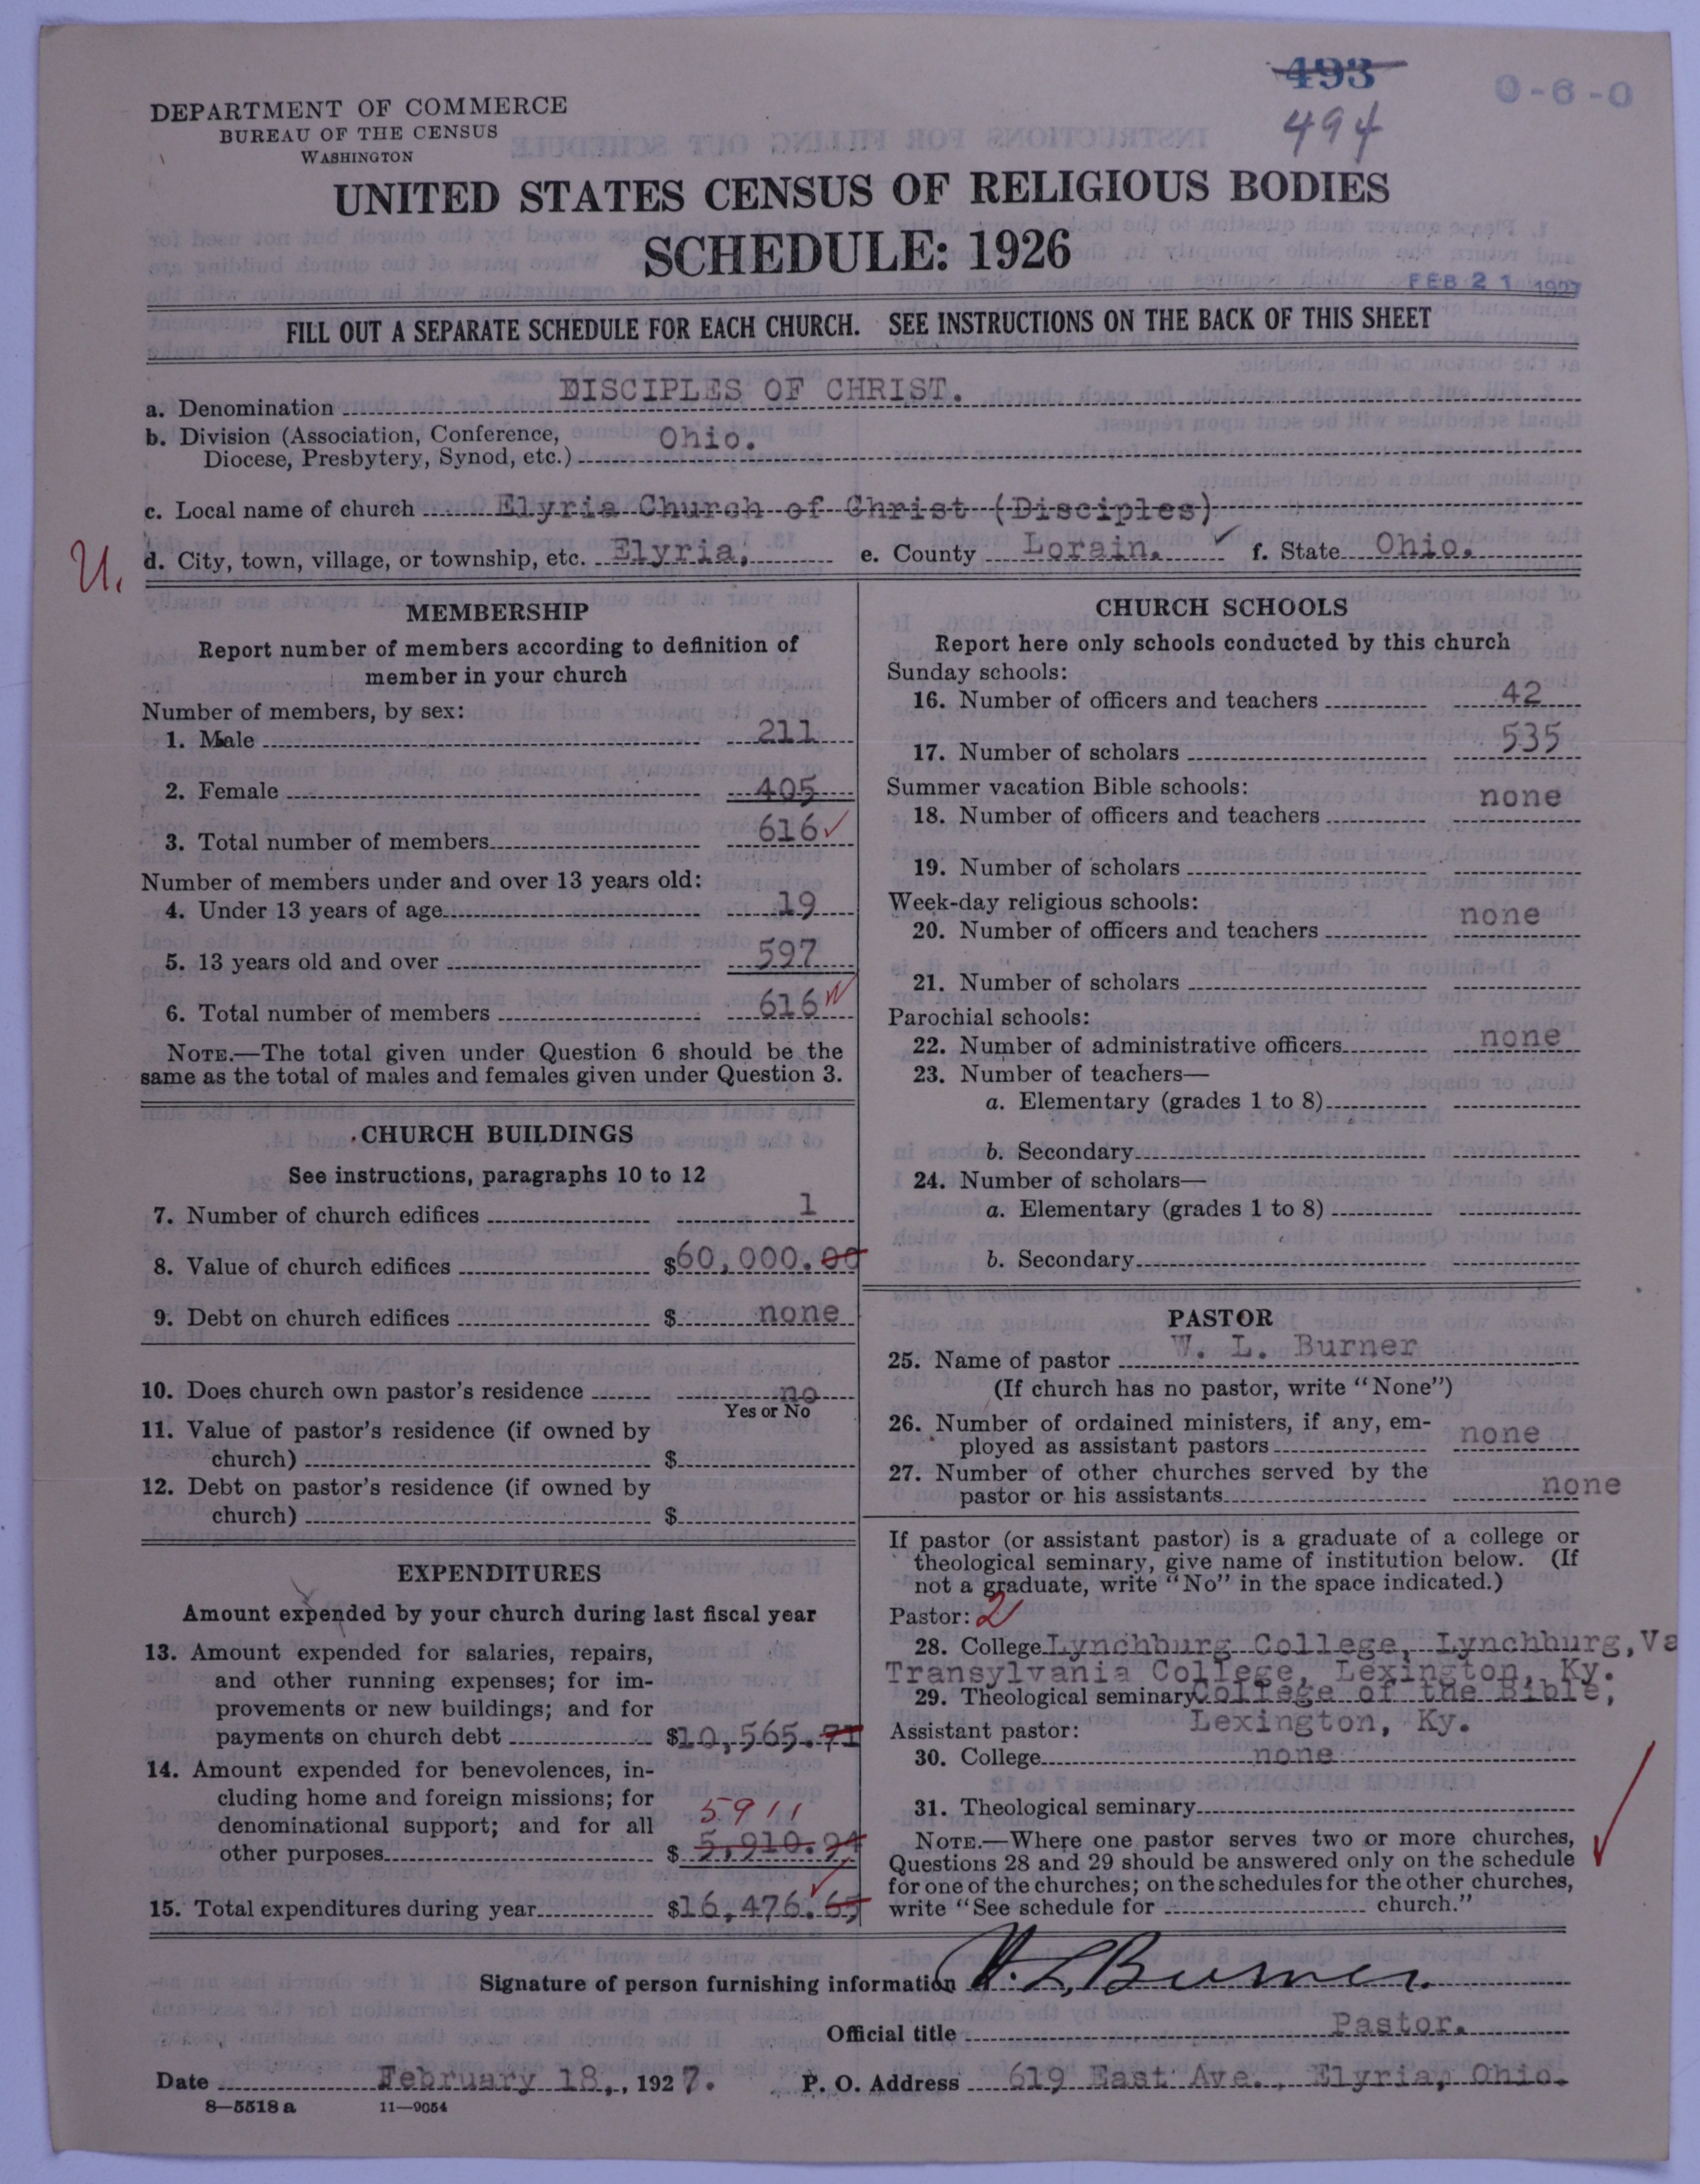 493
494
0-6-0
DEPARTMENT OF COMMERCE
BUREAU OF THE CENSUS
WASHINGTON
UNITED STATES CENSUS OF RELIGIOUS BODIES
SCHEDULE: 1926
FEB 21 1927
FILL OUT A SEPARATE SCHEDULE FOR EACH CHURCH. SEE INSTRUCTIONS ON THE BACK OF THIS SHEET
a. Denomination DISCIPLES OF CHRIST.
b. Division (Association, Conference, Diocese, Presbytery, Synod, etc.) Ohio.
c. Local name of church Elyria Church of Christ (Disciples)
U.
d. City, town, village, or township, etc. Elyria, e. County Lorain. ✓ f. State Ohio.
MEMBERSHIP
Report number of members according to definition of
member in your church
Number of members, by sex:
1. Male 211
2. Female 405
3. Total number of members 616 ✓
Number of members under and over 13 years old:
4. Under 13 years of age 19
5. 13 years old and over 597
6. Total number of members 616
NOTE.—The total given under Question 6 should be the
same as the total of males and females given under Question 3.
CHURCH BUILDINGS
See instructions, paragraphs 10 to 12
7. Number of church edifices 1
8. Value of church edifices $60,000.00
9. Debt on church edifices $ none
10. Does church own pastor's residence no
Yes or No
11. Value of pastor's residence (if owned by
church) $
12. Debt on pastor's residence (if owned by
church) $
EXPENDITURES
Amount expended by your church during last fiscal year
13. Amount expended for salaries, repairs,
and other running expenses; for im-
provements or new buildings; and for
payments on church debt $10,565.71
14. Amount expended for benevolences, in-
cluding home and foreign missions; for
denominational support; and for all 5911
other purposes $5,910.94
15. Total expenditures during year $16,476.65
CHURCH SCHOOLS
Report here only schools conducted by this church
Sunday schools:
16. Number of officers and teachers 42
17. Number of scholars 535
Summer vacation Bible schools:
18. Number of officers and teachers none
19. Number of scholars
Week-day religious schools:
20. Number of officers and teachers none
21. Number of scholars
Parochial schools:
22. Number of administrative officers none
23. Number of teachers—
a. Elementary (grades 1 to 8)
b. Secondary
24. Number of scholars—
a. Elementary (grades 1 to 8)
b. Secondary
PASTOR
25. Name of pastor W. L. Burner
(If church has no pastor, write "None")
26. Number of ordained ministers, if any, em-
ployed as assistant pastors none
27. Number of other churches served by the
pastor or his assistants none
If pastor (or assistant pastor) is a graduate of a college or
theological seminary, give name of institution below. (If
not a graduate, write "No" in the space indicated.)
Pastor: 2
28. College Lynchburg College, Lynchburg, Va
Transylvania College, Lexington, Ky.
29. Theological seminary College of the Bible,
Assistant pastor: Lexington, Ky.
30. College none
31. Theological seminary
NOTE.—Where one pastor serves two or more churches,
Questions 28 and 29 should be answered only on the schedule
for one of the churches; on the schedules for the other churches,
write "See schedule for church."
✓
Signature of person furnishing information W. L. Burner
Official title Pastor.
Date February 18,, 1927. P. O. Address 619 East Ave., Elyria, Ohio.
8—5518 a 11—9054